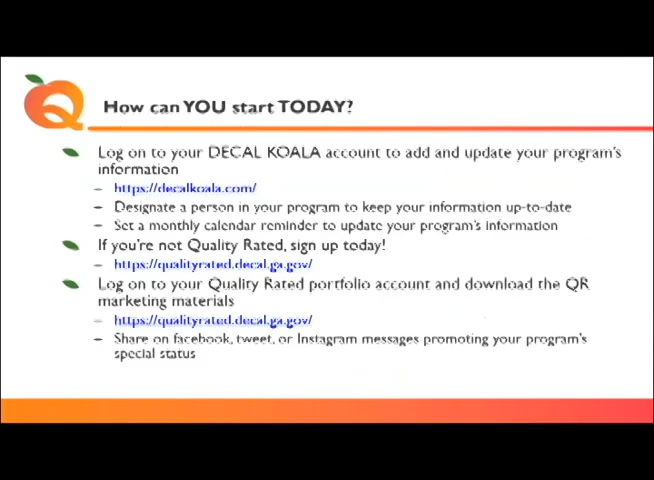 How can YOU start TODAY?
Log on to your DECAL KOALA account to add and update your program's
information
– https://decalkoala.com/
– Designate a person in your program to keep your information up-to-date
– Set a monthly calendar reminder to update your program's information
If you're not Quality Rated, sign up today!
– https://qualityrated.decal.ga.gov/
Log on to your Quality Rated portfolio account and download the QR
marketing materials
– https://qualityrated.decal.ga.gov/
– Share on facebook, tweet, or Instagram messages promoting your program's
special status